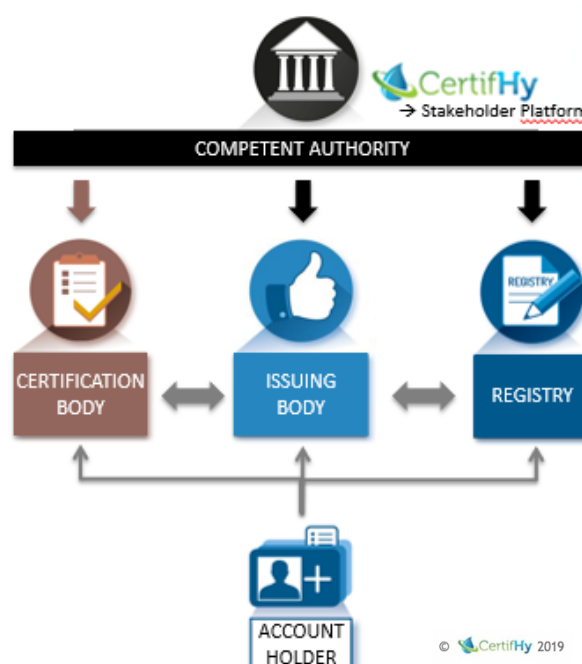 CertifHy
→ Stakeholder Platform
COMPETENT AUTHORITY
REGISTRY
CERTIFICATION
BODY
ISSUING
BODY
REGISTRY
ACCOUNT
HOLDER
© CertifHy 2019